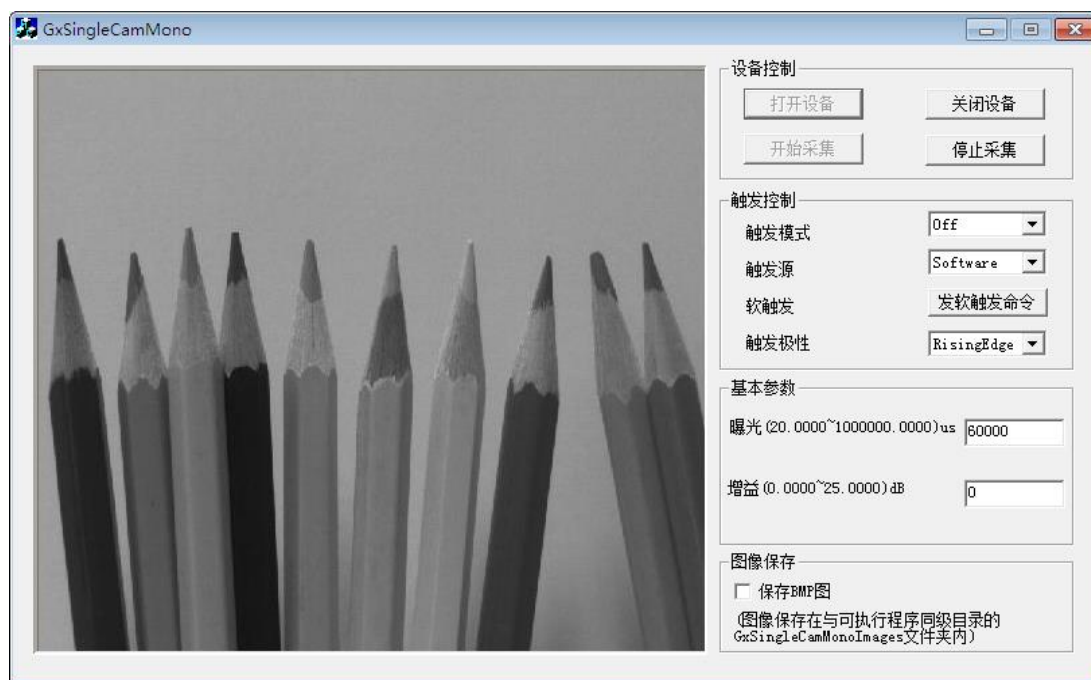 GxSingleCamMono
设备控制
打开设备 关闭设备
开始采集 停止采集
触发控制
触发模式 Off
触发源 Software
软触发 发软触发命令
触发极性 RisingEdge
基本参数
曝光(20.0000~1000000.0000)us 60000
增益(0.0000~25.0000)dB 0
图像保存
保存BMP图
(图像保存在与可执行程序同级目录的
GxSingleCamMonoImages文件夹内)